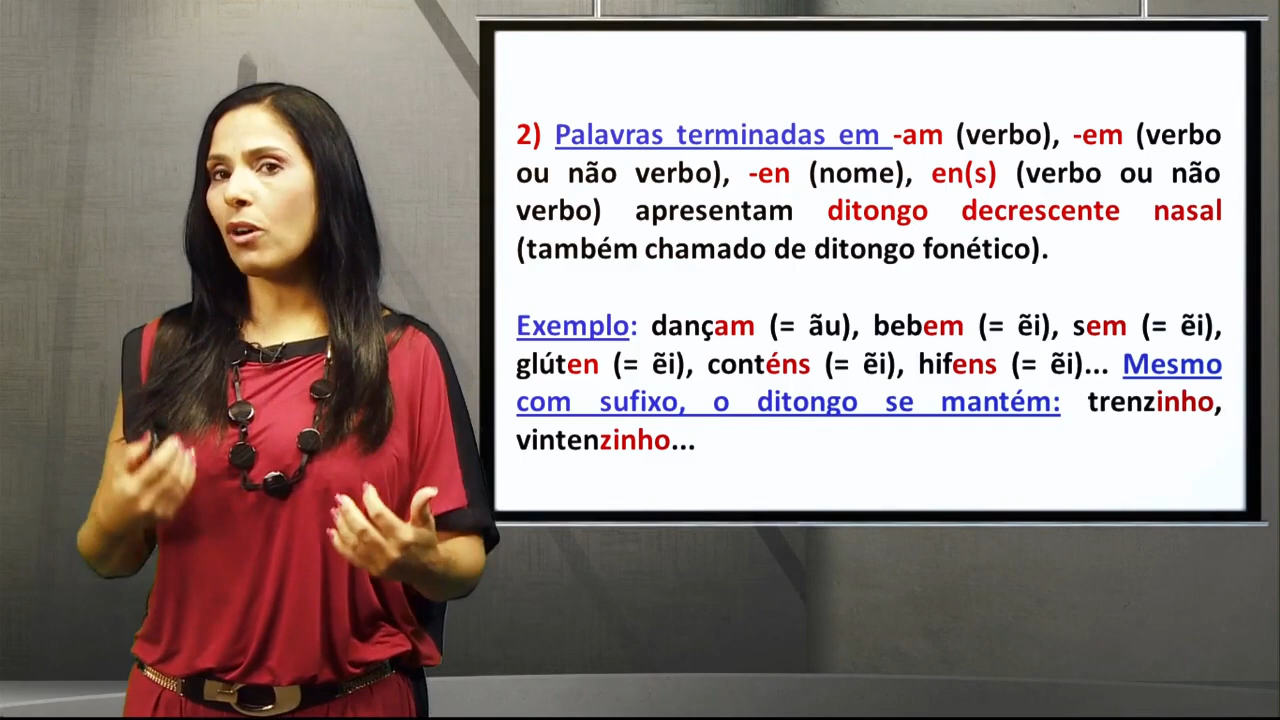 2) Palavras terminadas em -am (verbo), -em (verbo
ou não verbo), -en (nome), en(s) (verbo ou não
verbo) apresentam ditongo decrescente nasal
(também chamado de ditongo fonético).
Exemplo: dançam (= ãu), bebem (= ẽi), sem (= ẽi),
glúten (= ẽi), conténs (= ẽi), hifens (= ẽi)... Mesmo
com sufixo, o ditongo se mantém: trenzinho,
vintenzinho...